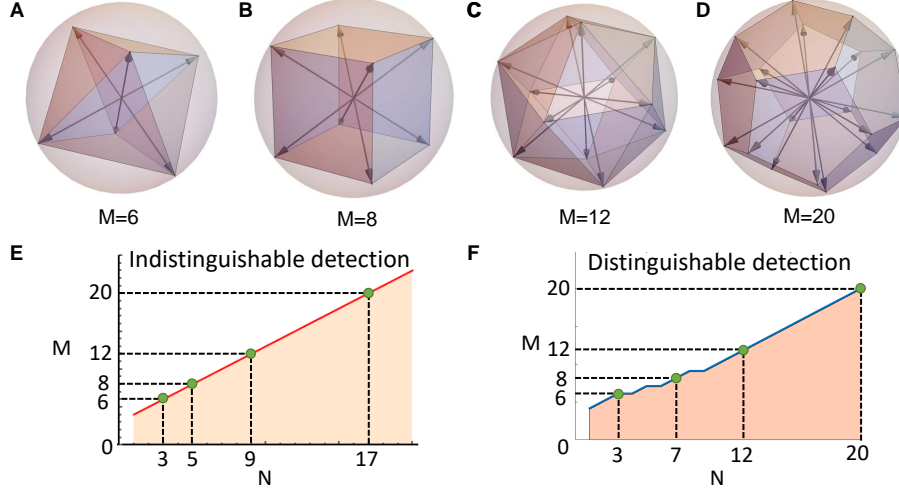 A
B
C
D
M=6
M=8
M=12
M=20
E
Indistinguishable detection
20
12
8
6
0
M
3
5
9
17
N
F
Distinguishable detection
20
12
8
6
0
M
3
7
12
20
N